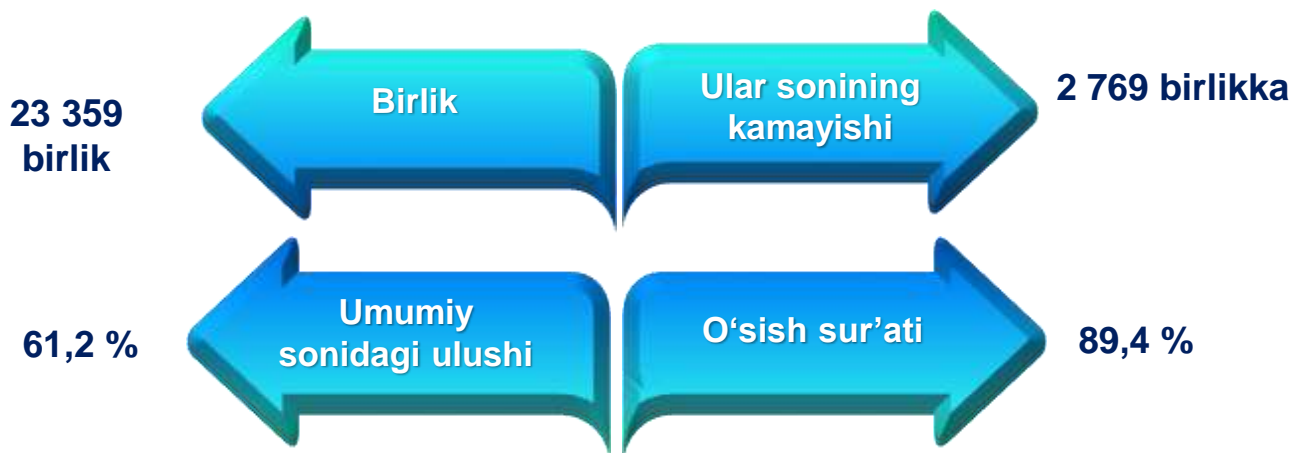 23 359
birlik
Birlik
Ular sonining
kamayishi
2 769 birlikka
61,2 %
Umumiy
sonidagi ulushi
O‘sish sur’ati
89,4 %